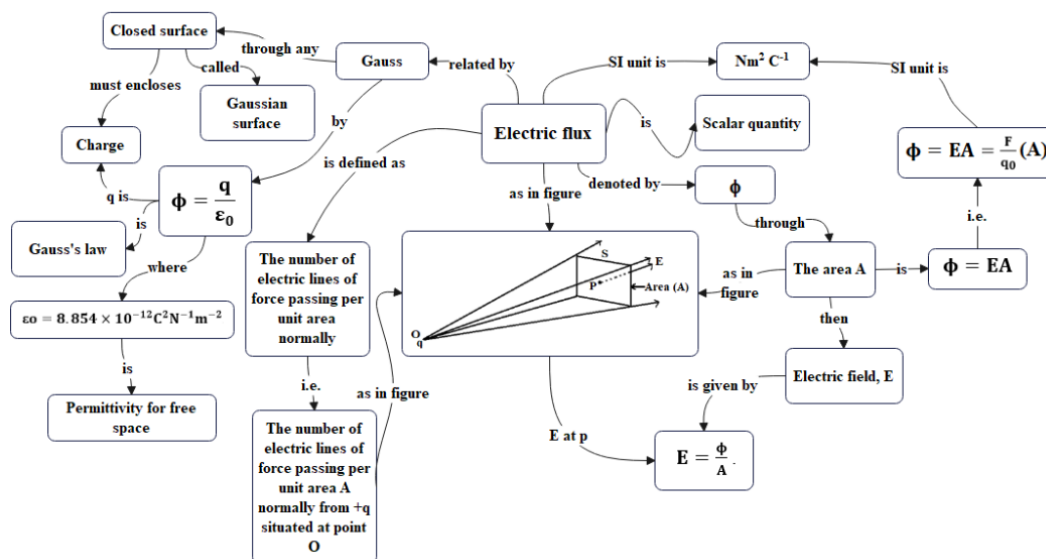 Closed surface
through any
Gauss
related by
SI unit is
Nm² C⁻¹
SI unit is
called
must encloses
Gaussian
surface
by
Electric flux
is
Scalar quantity
Charge
is defined as
as in figure
denoted by
ϕ
ϕ = EA = F/q₀ (A)
q is
ϕ = q/ε₀
is
Gauss's law
where
through
i.e.
The number of
electric lines of
force passing per
unit area
normally
S
E
P
Area (A)
O
q
as in
figure
The area A
is
ϕ = EA
εo = 8.854 × 10⁻¹²C²N⁻¹m⁻²
then
is
i.e.
as in figure
is given by
Electric field, E
Permittivity for free
space
The number of
electric lines of
force passing per
unit area A
normally from +q
situated at point
O
E at p
E = ϕ/A .